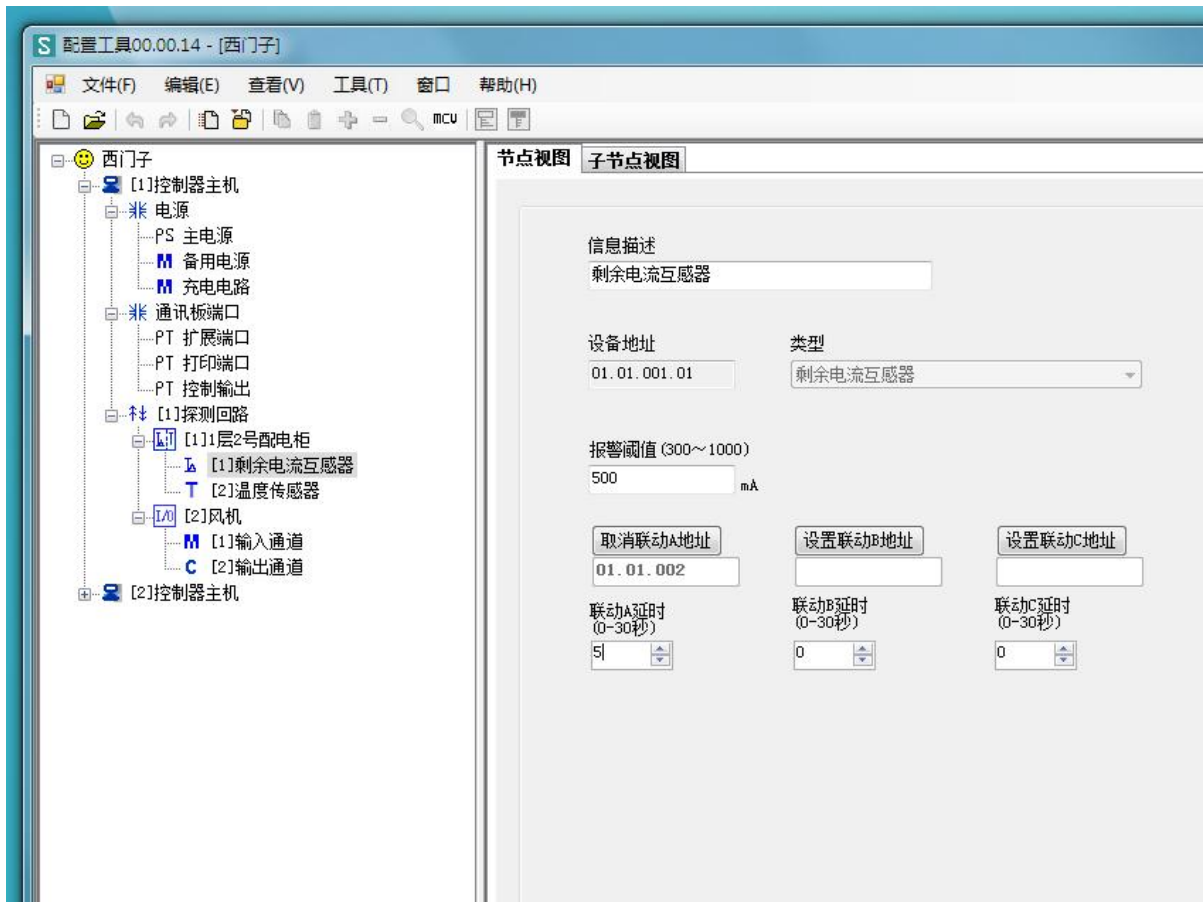 配置工具00.00.14 - [西门子]
文件(F) 编辑(E) 查看(V) 工具(T) 窗口 帮助(H)
MCU
西门子
[1]控制器主机
电源
PS 主电源
M 备用电源
M 充电电路
通讯板端口
PT 扩展端口
PT 打印端口
PT 控制输出
[1]探测回路
[1]1层2号配电柜
[1]剩余电流互感器
T [2]温度传感器
I/O [2]风机
M [1]输入通道
C [2]输出通道
[2]控制器主机
节点视图 子节点视图
信息描述
剩余电流互感器
设备地址 类型
01.01.001.01 剩余电流互感器
报警阈值(300~1000)
500 mA
取消联动A地址 设置联动B地址 设置联动C地址
01.01.002
联动A延时 联动B延时 联动C延时
(0-30秒) (0-30秒) (0-30秒)
5 0 0